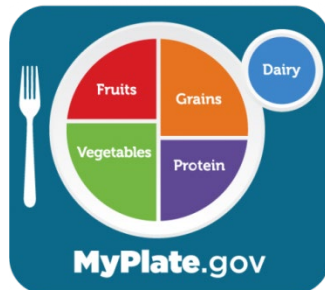 Fruits
Grains
Dairy
Vegetables
Protein
MyPlate.gov